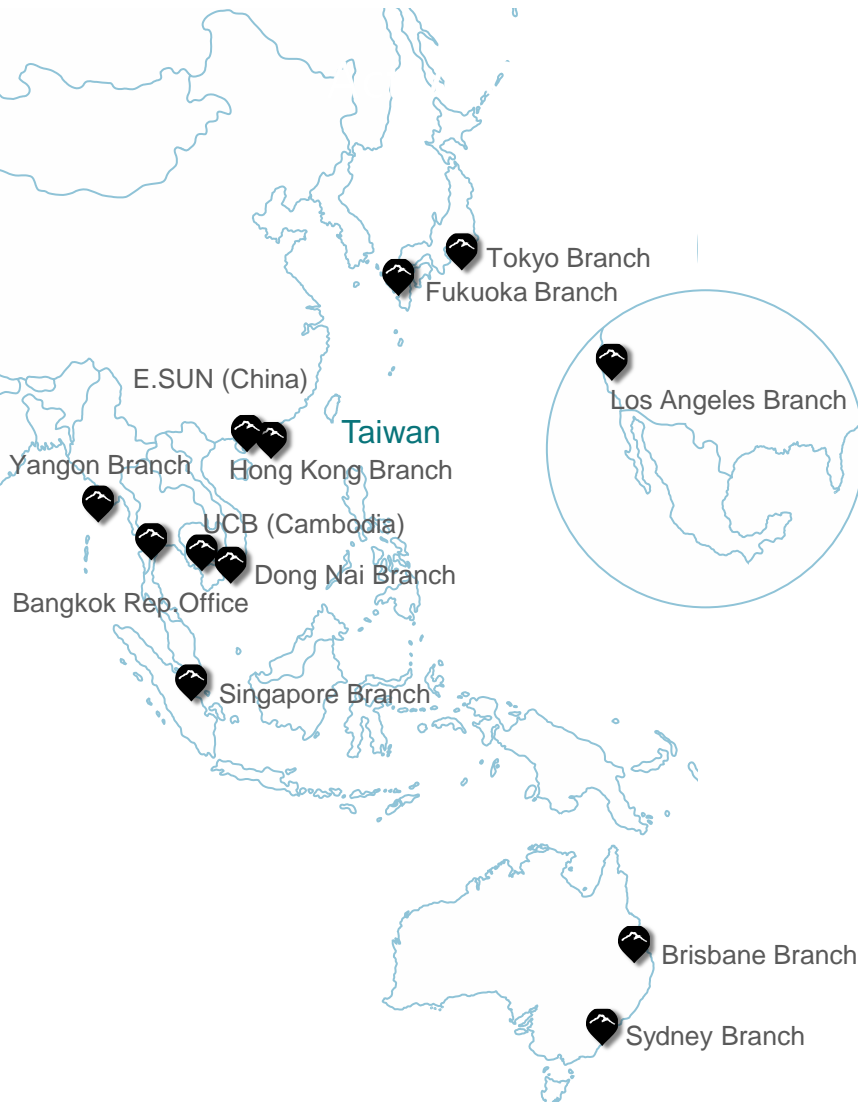 Tokyo Branch
Fukuoka Branch
E.SUN (China)
Los Angeles Branch
Taiwan
Yangon Branch
Hong Kong Branch
UCB (Cambodia)
Dong Nai Branch
Bangkok Rep.Office
Singapore Branch
Brisbane Branch
Sydney Branch